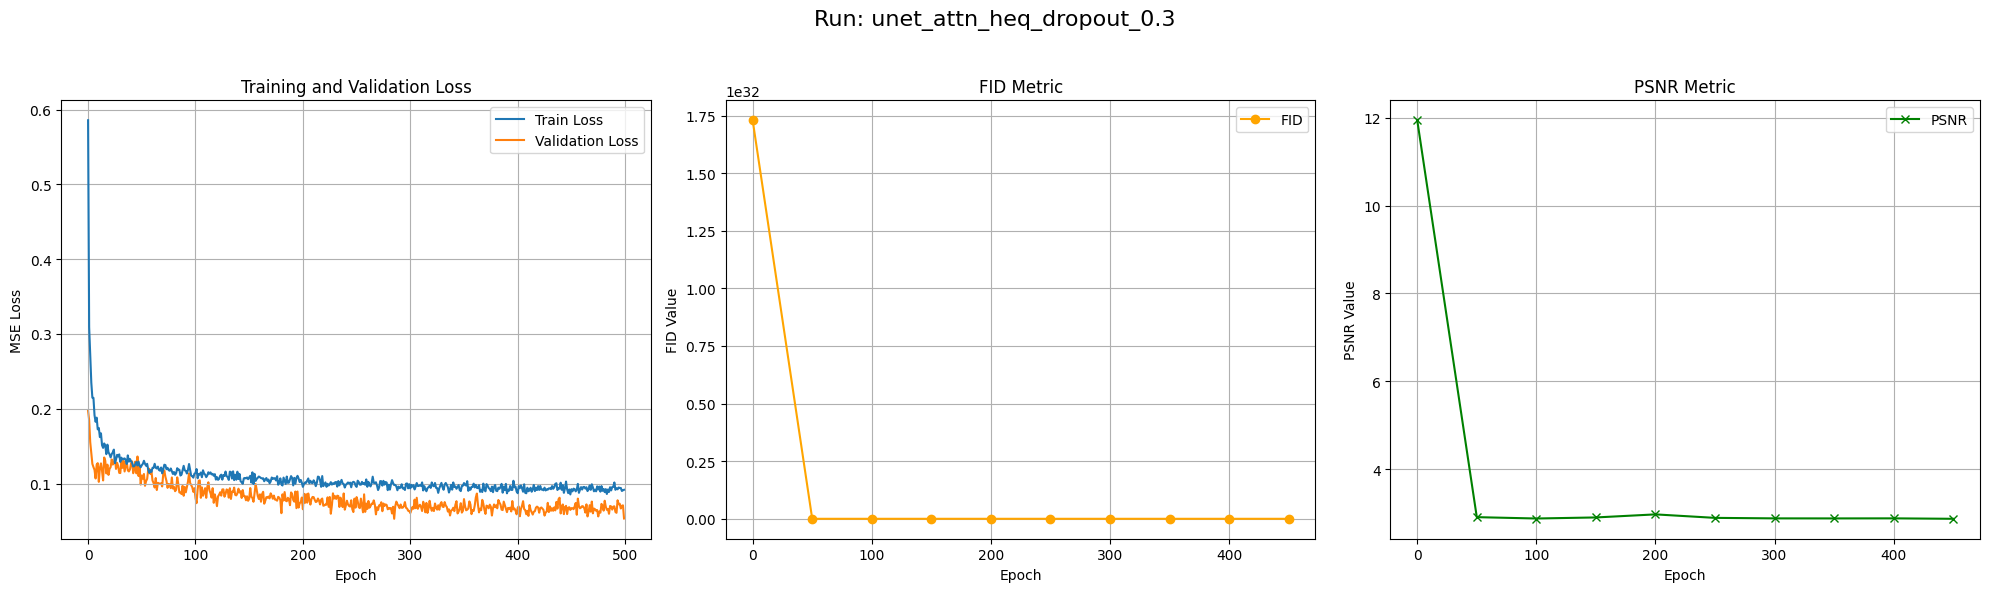 Run: unet_attn_heq_dropout_0.3
Training and Validation Loss
0.6
0.5
0.4
0.3
0.2
0.1
MSE Loss
0 100 200 300 400 500
Epoch
Train Loss
Validation Loss
FID Metric
1e32
1.75
1.50
1.25
1.00
0.75
0.50
0.25
0.00
FID Value
0 100 200 300 400
Epoch
FID
PSNR Metric
12
10
8
6
4
PSNR Value
0 100 200 300 400
Epoch
PSNR